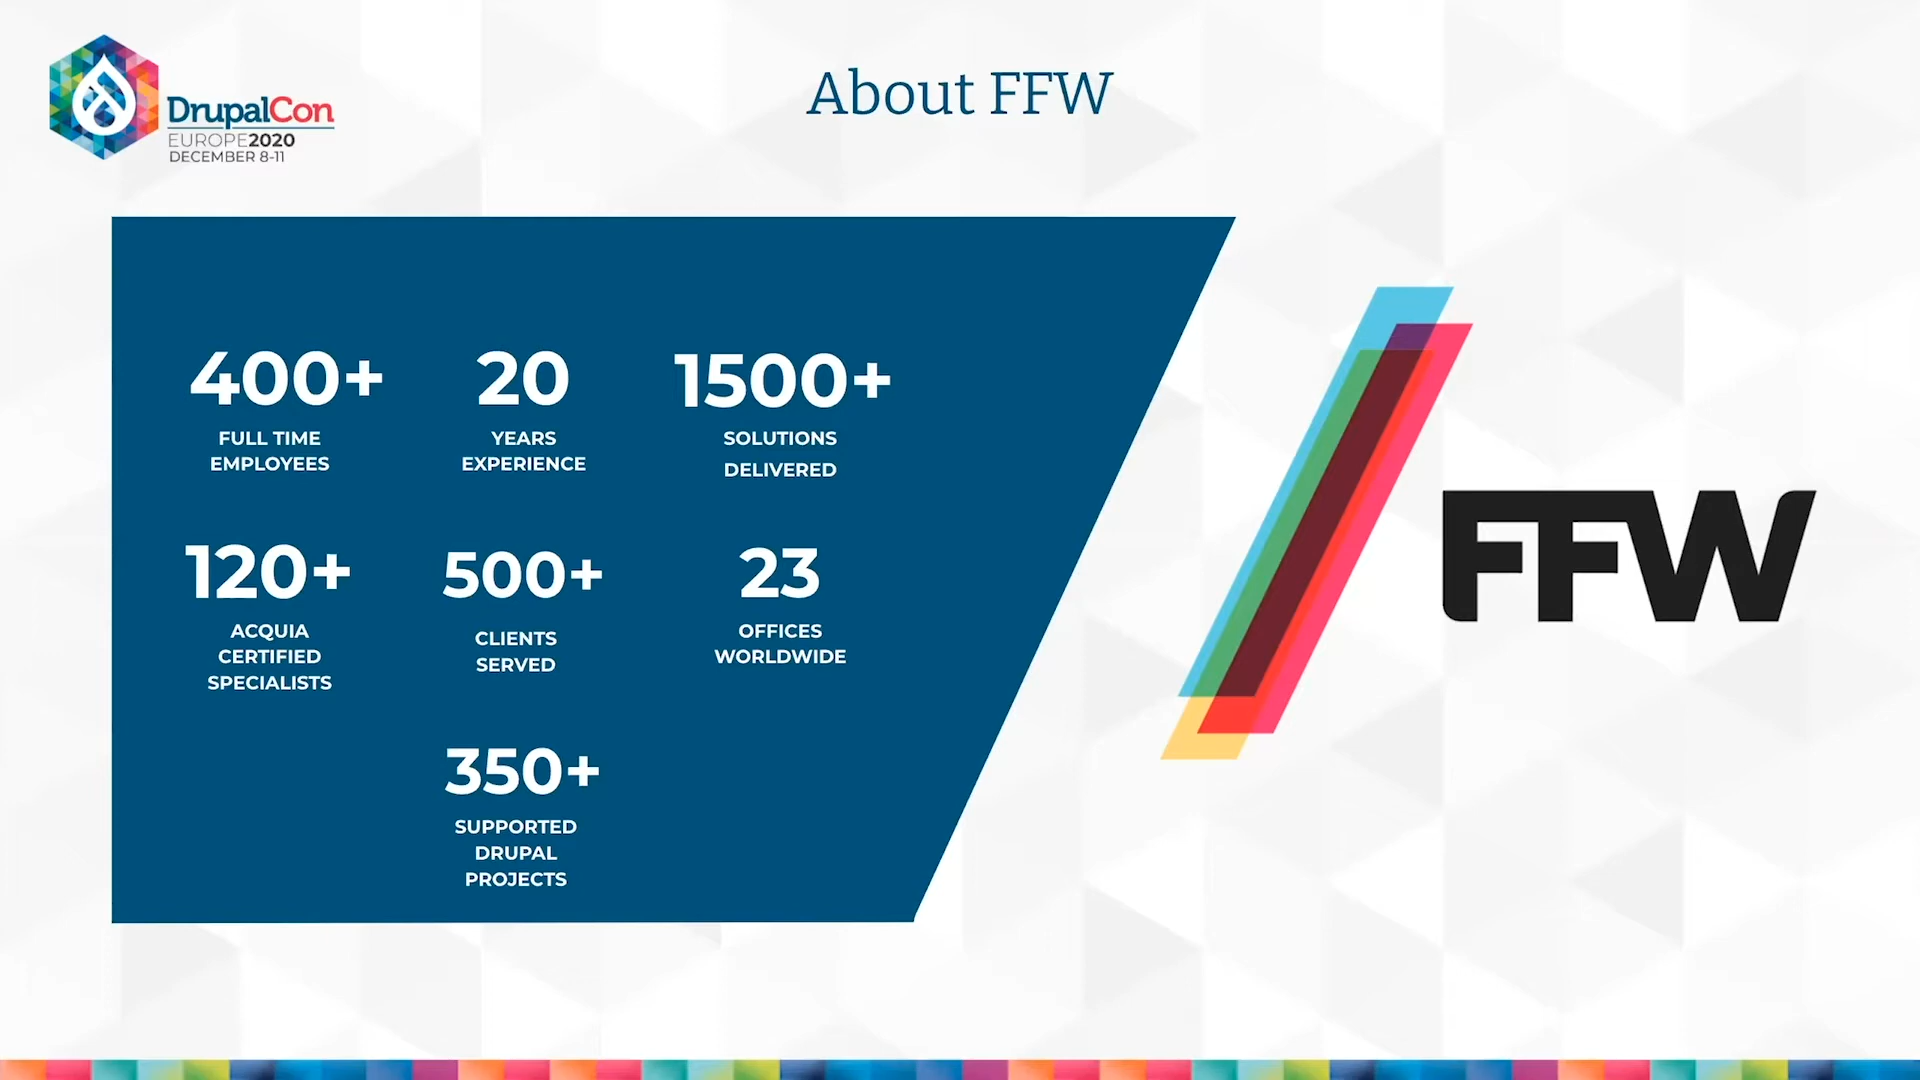 About FFW
DrupalCon
EUROPE2020
DECEMBER 8-11
400+
FULL TIME
EMPLOYEES
20
YEARS
EXPERIENCE
1500+
SOLUTIONS
DELIVERED
120+
ACQUIA
CERTIFIED
SPECIALISTS
500+
CLIENTS
SERVED
23
OFFICES
WORLDWIDE
350+
SUPPORTED
DRUPAL
PROJECTS
FFW